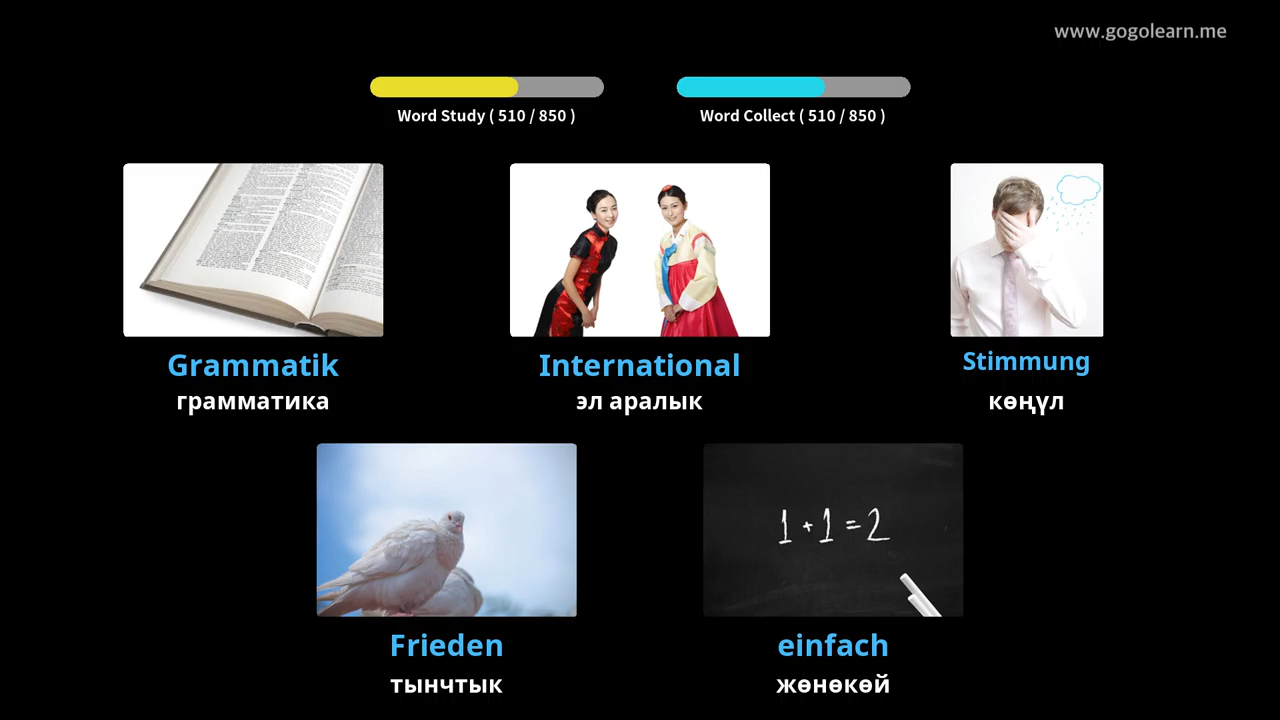 www.gogolearn.me
Word Study ( 510 / 850 )
Word Collect ( 510 / 850 )
Grammatik
грамматика
International
эл аралык
Stimmung
көңүл
1 + 1 = 2
Frieden
тынчтык
einfach
жөнөкөй